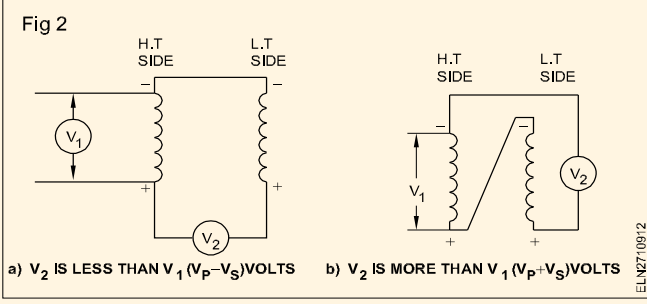 Fig 2
H.T
SIDE
L.T
SIDE
−
−
V1
+
+
V2
a) V2 IS LESS THAN V1 (VP−VS)VOLTS
H.T
SIDE
L.T
SIDE
−
−
V1
V2
+
+
b) V2 IS MORE THAN V1 (VP+VS)VOLTS
ELN2710912